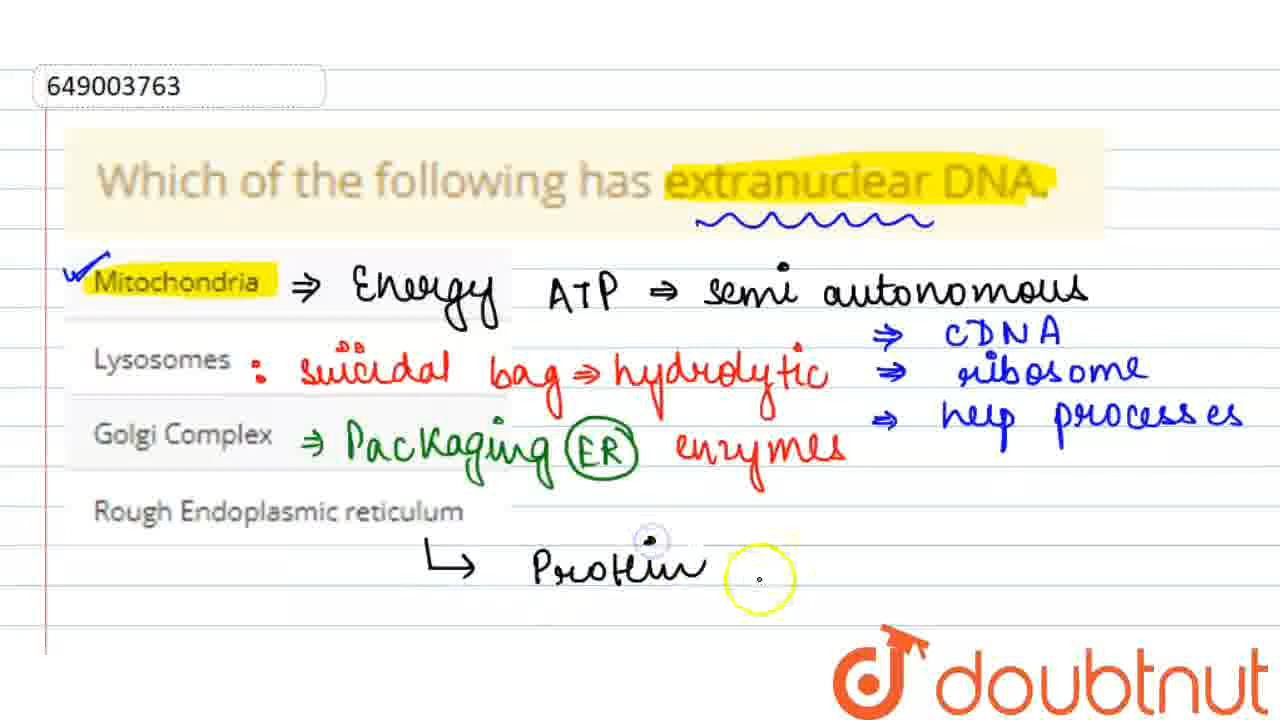 649003763
Which of the following has extranuclear DNA.
Mitochondria ⇒ Energy ATP ⇒ semi autonomous
⇒ CDNA
Lysosomes : suicidal bag ⇒ hydrolytic ⇒ ribosome
⇒ help processes
Golgi Complex ⇒ Packaging ER enzymes
Rough Endoplasmic reticulum
↳ Protein
doubtnut